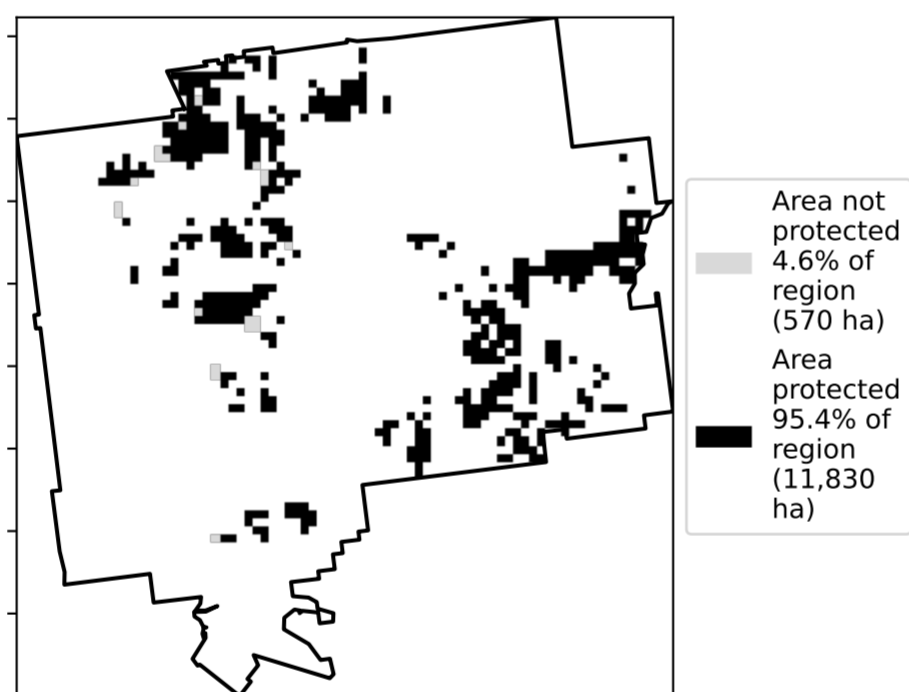 Area not
protected
4.6% of
region
(570 ha)
Area
protected
95.4% of
region
(11,830
ha)